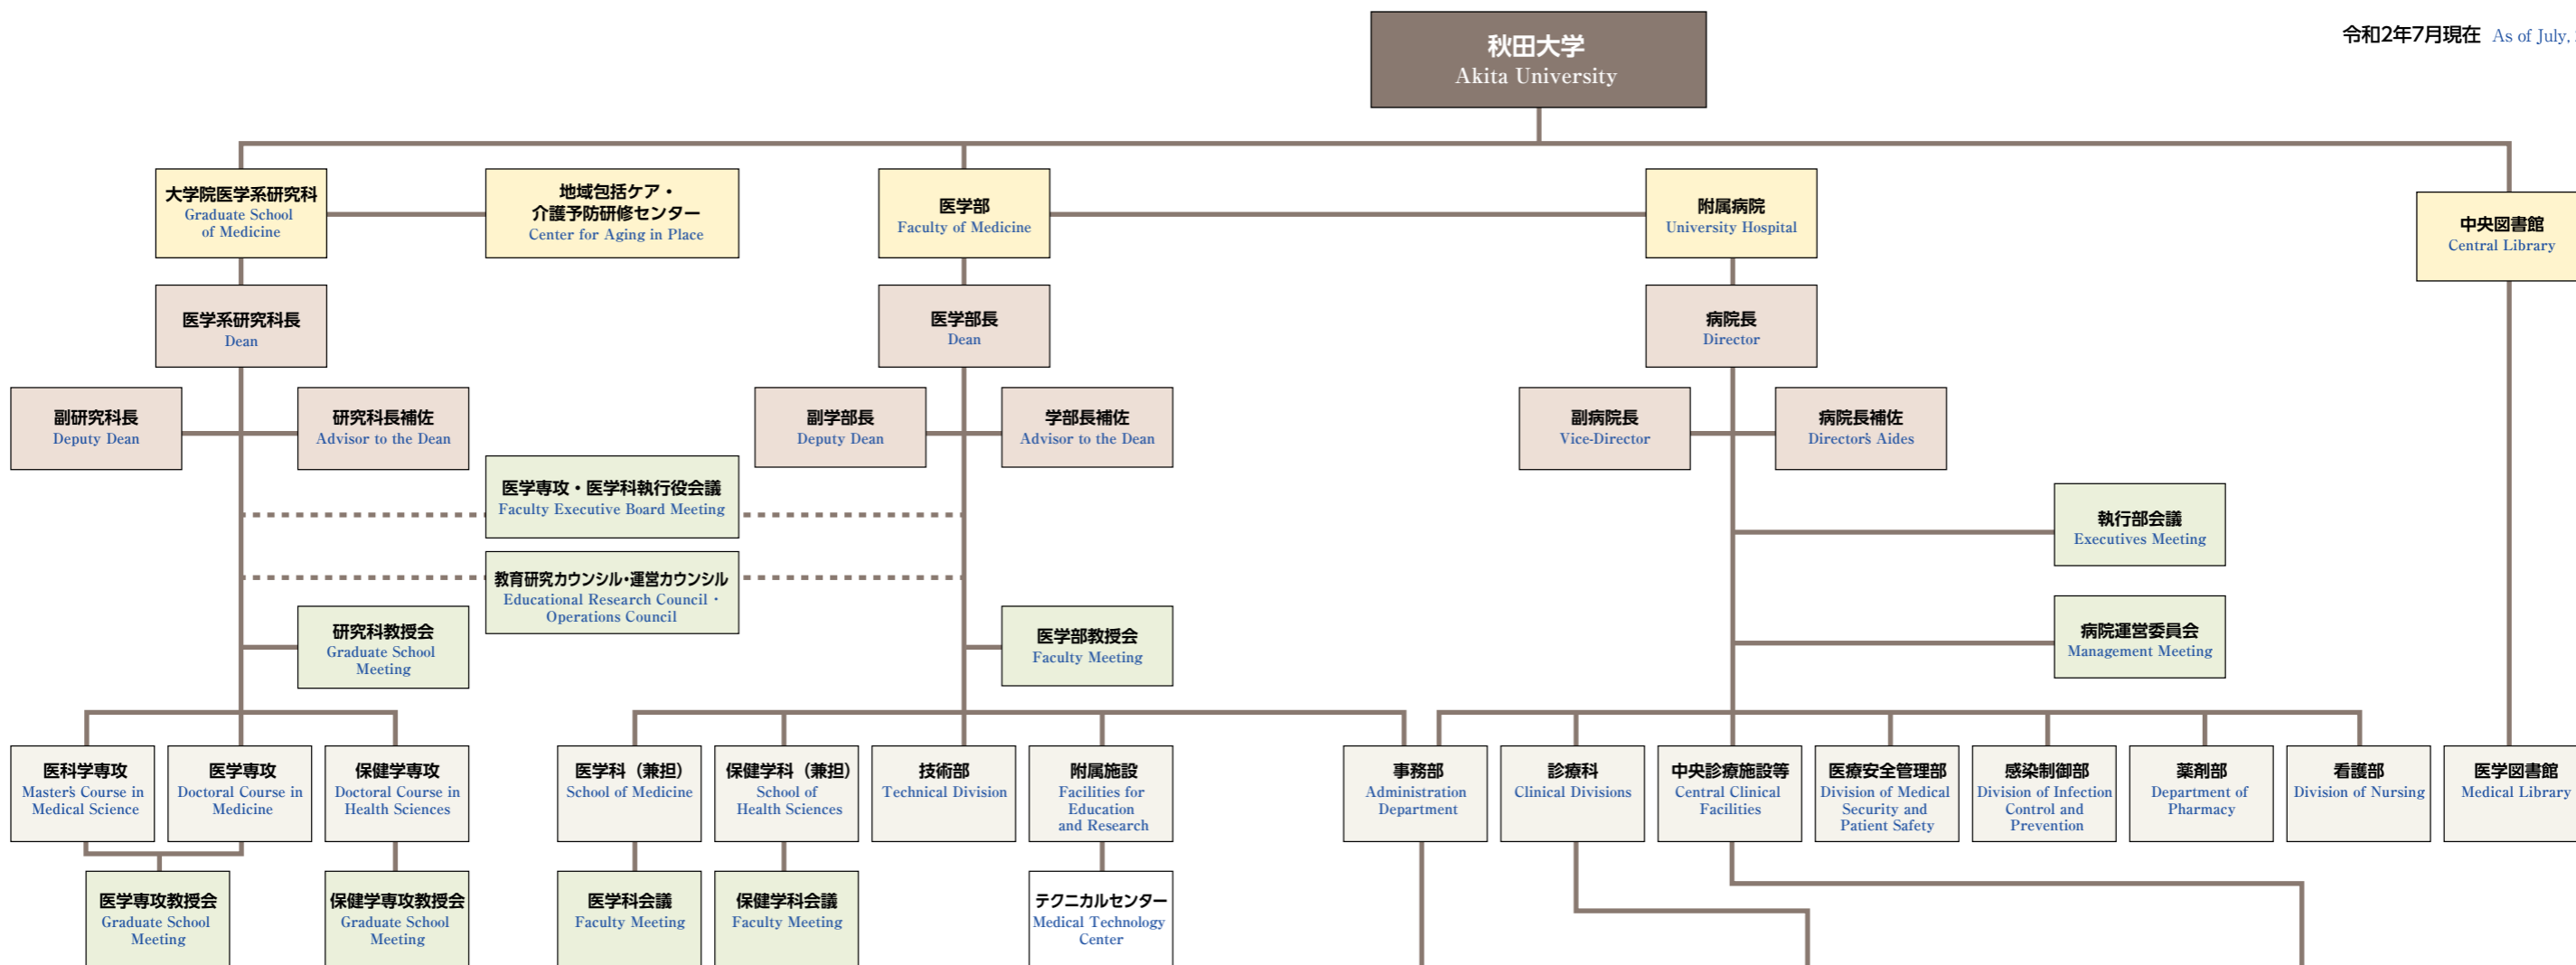 秋田大学
Akita University
令和2年7月現在 As of July,
大学院医学系研究科
Graduate School
of Medicine
地域包括ケア・
介護予防研修センター
Center for Aging in Place
医学部
Faculty of Medicine
附属病院
University Hospital
中央図書館
Central Library
医学系研究科長
Dean
医学部長
Dean
病院長
Director
副研究科長
Deputy Dean
研究科長補佐
Advisor to the Dean
副学部長
Deputy Dean
学部長補佐
Advisor to the Dean
副病院長
Vice-Director
病院長補佐
Director's Aides
医学専攻・医学科執行役会議
Faculty Executive Board Meeting
執行部会議
Executives Meeting
教育研究カウンシル・運営カウンシル
Educational Research Council・
Operations Council
研究科教授会
Graduate School
Meeting
医学部教授会
Faculty Meeting
病院運営委員会
Management Meeting
医科学専攻
Master's Course in
Medical Science
医学専攻
Doctoral Course in
Medicine
保健学専攻
Doctoral Course in
Health Sciences
医学科（兼担）
School of Medicine
保健学科（兼担）
School of
Health Sciences
技術部
Technical Division
附属施設
Facilities for
Education
and Research
事務部
Administration
Department
診療科
Clinical Divisions
中央診療施設等
Central Clinical
Facilities
医療安全管理部
Division of Medical
Security and
Patient Safety
感染制御部
Division of Infection
Control and
Prevention
薬剤部
Department of
Pharmacy
看護部
Division of Nursing
医学図書館
Medical Library
医学専攻教授会
Graduate School
Meeting
保健学専攻教授会
Graduate School
Meeting
医学科会議
Faculty Meeting
保健学科会議
Faculty Meeting
テクニカルセンター
Medical Technology
Center